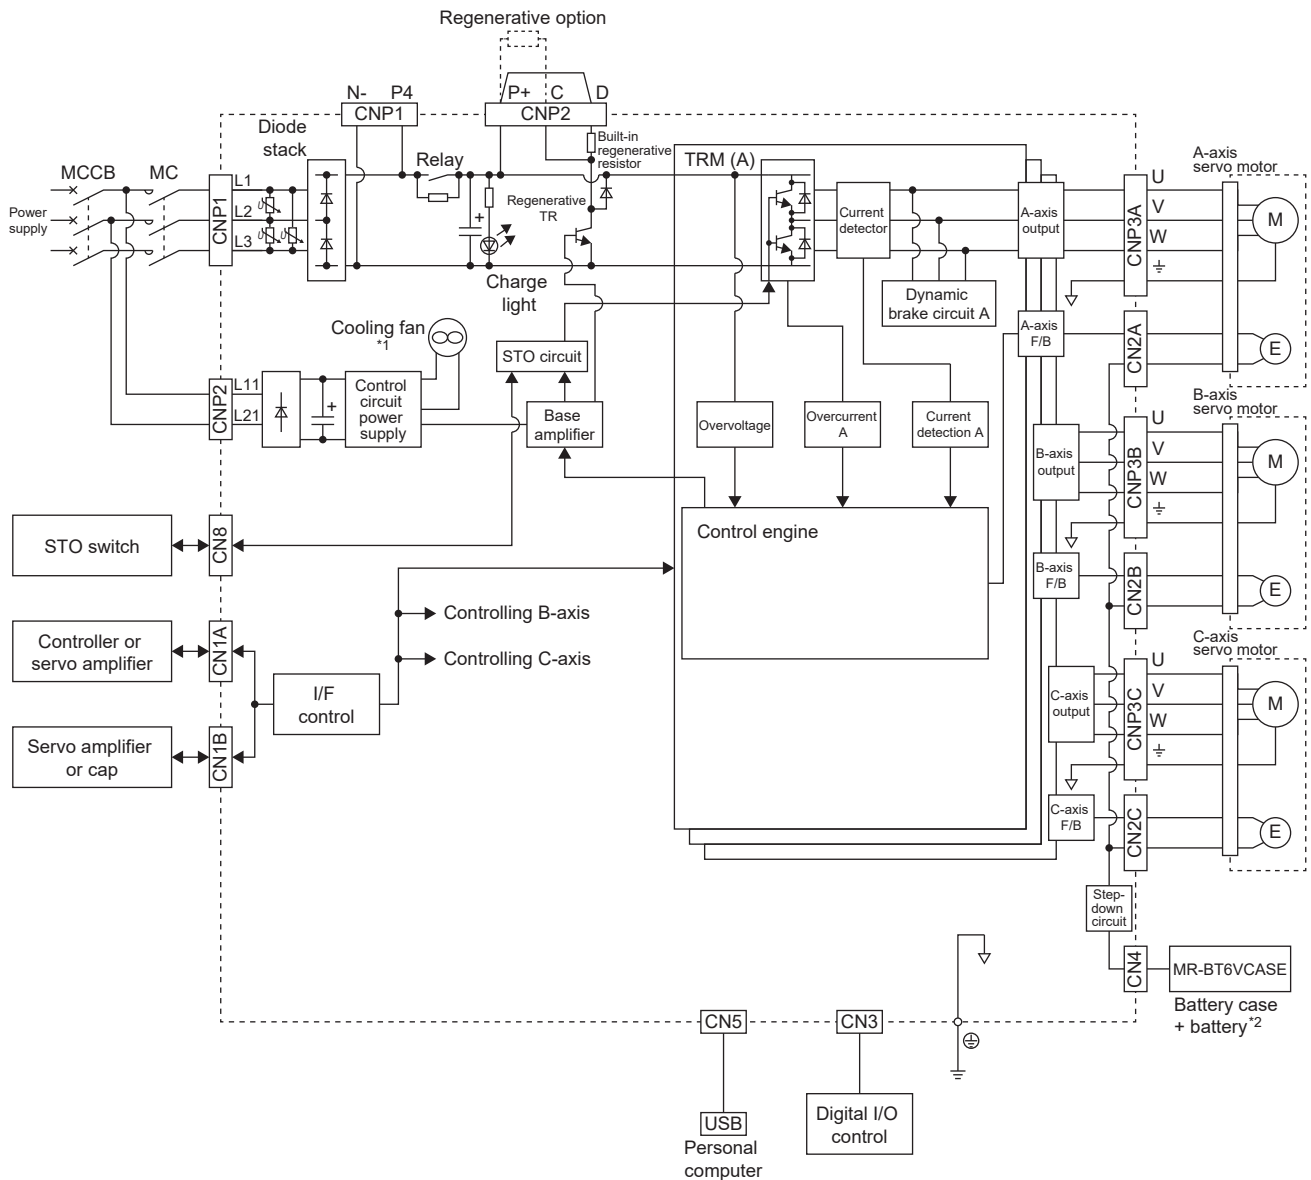 Regenerative option
N-
P4
P+
C
D
CNP1
CNP2
Diode
stack
Built-in
regenerative
resistor
MCCB
MC
Relay
TRM (A)
A-axis
servo motor
L1
L2
L3
CNP1
Power
supply
Regenerative
TR
+
Current
detector
A-axis
output
CNP3A
U
V
W
M
Charge
light
Dynamic
brake circuit A
Cooling fan
*1
STO circuit
A-axis
F/B
CN2A
E
CNP2
L11
L21
+
Control
circuit
power
supply
Base
amplifier
Overvoltage
Overcurrent
A
Current
detection A
B-axis
servo motor
B-axis
output
CNP3B
U
V
W
M
STO switch
CN8
Control engine
B-axis
F/B
CN2B
E
Controlling B-axis
Controller or
servo amplifier
CN1A
Controlling C-axis
C-axis
servo motor
I/F
control
C-axis
output
CNP3C
U
V
W
M
Servo amplifier
or cap
CN1B
C-axis
F/B
CN2C
E
Step-
down
circuit
CN4
MR-BT6VCASE
Battery case
+ battery*2
CN5
CN3
USB
Personal
computer
Digital I/O
control